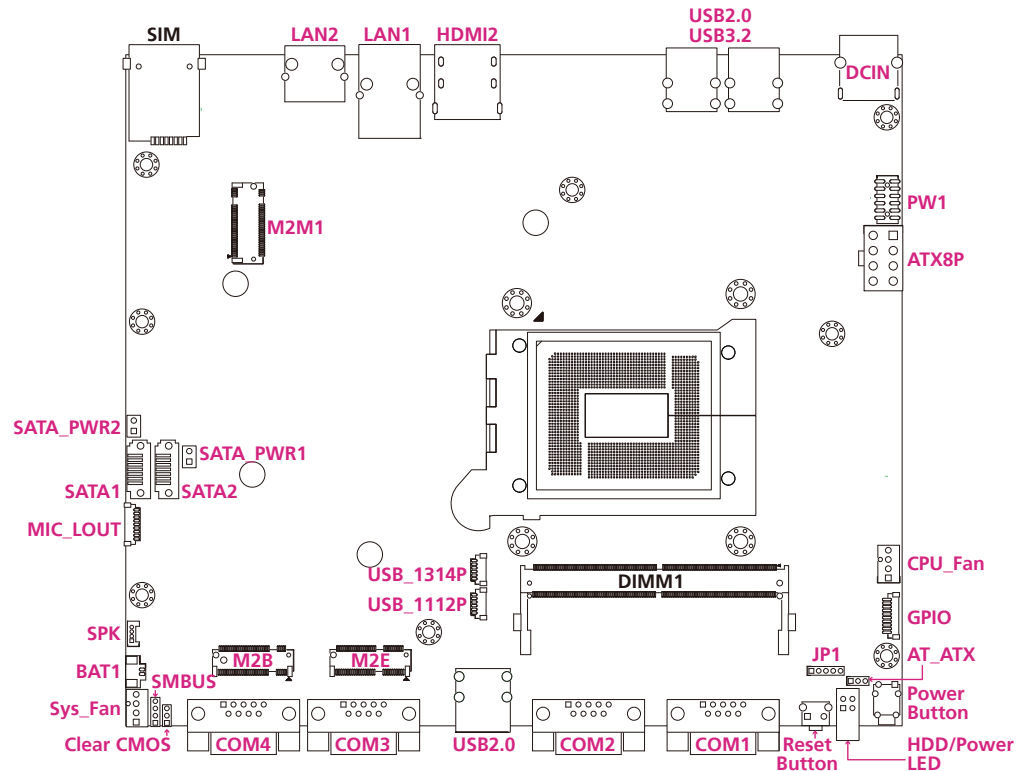 USB2.0
SIM LAN2 LAN1 HDMI2 USB3.2
DCIN
PW1
M2M1
ATX8P
SATA_PWR2
SATA_PWR1
SATA1 SATA2
MIC_LOUT
CPU_Fan
USB_1314P DIMM1
USB_1112P
GPIO
SPK
JP1 AT_ATX
M2B M2E
BAT1
SMBUS
Power
Button
Sys_Fan
Clear CMOS COM4 COM3 USB2.0 COM2 COM1
Reset
Button
HDD/Power
LED